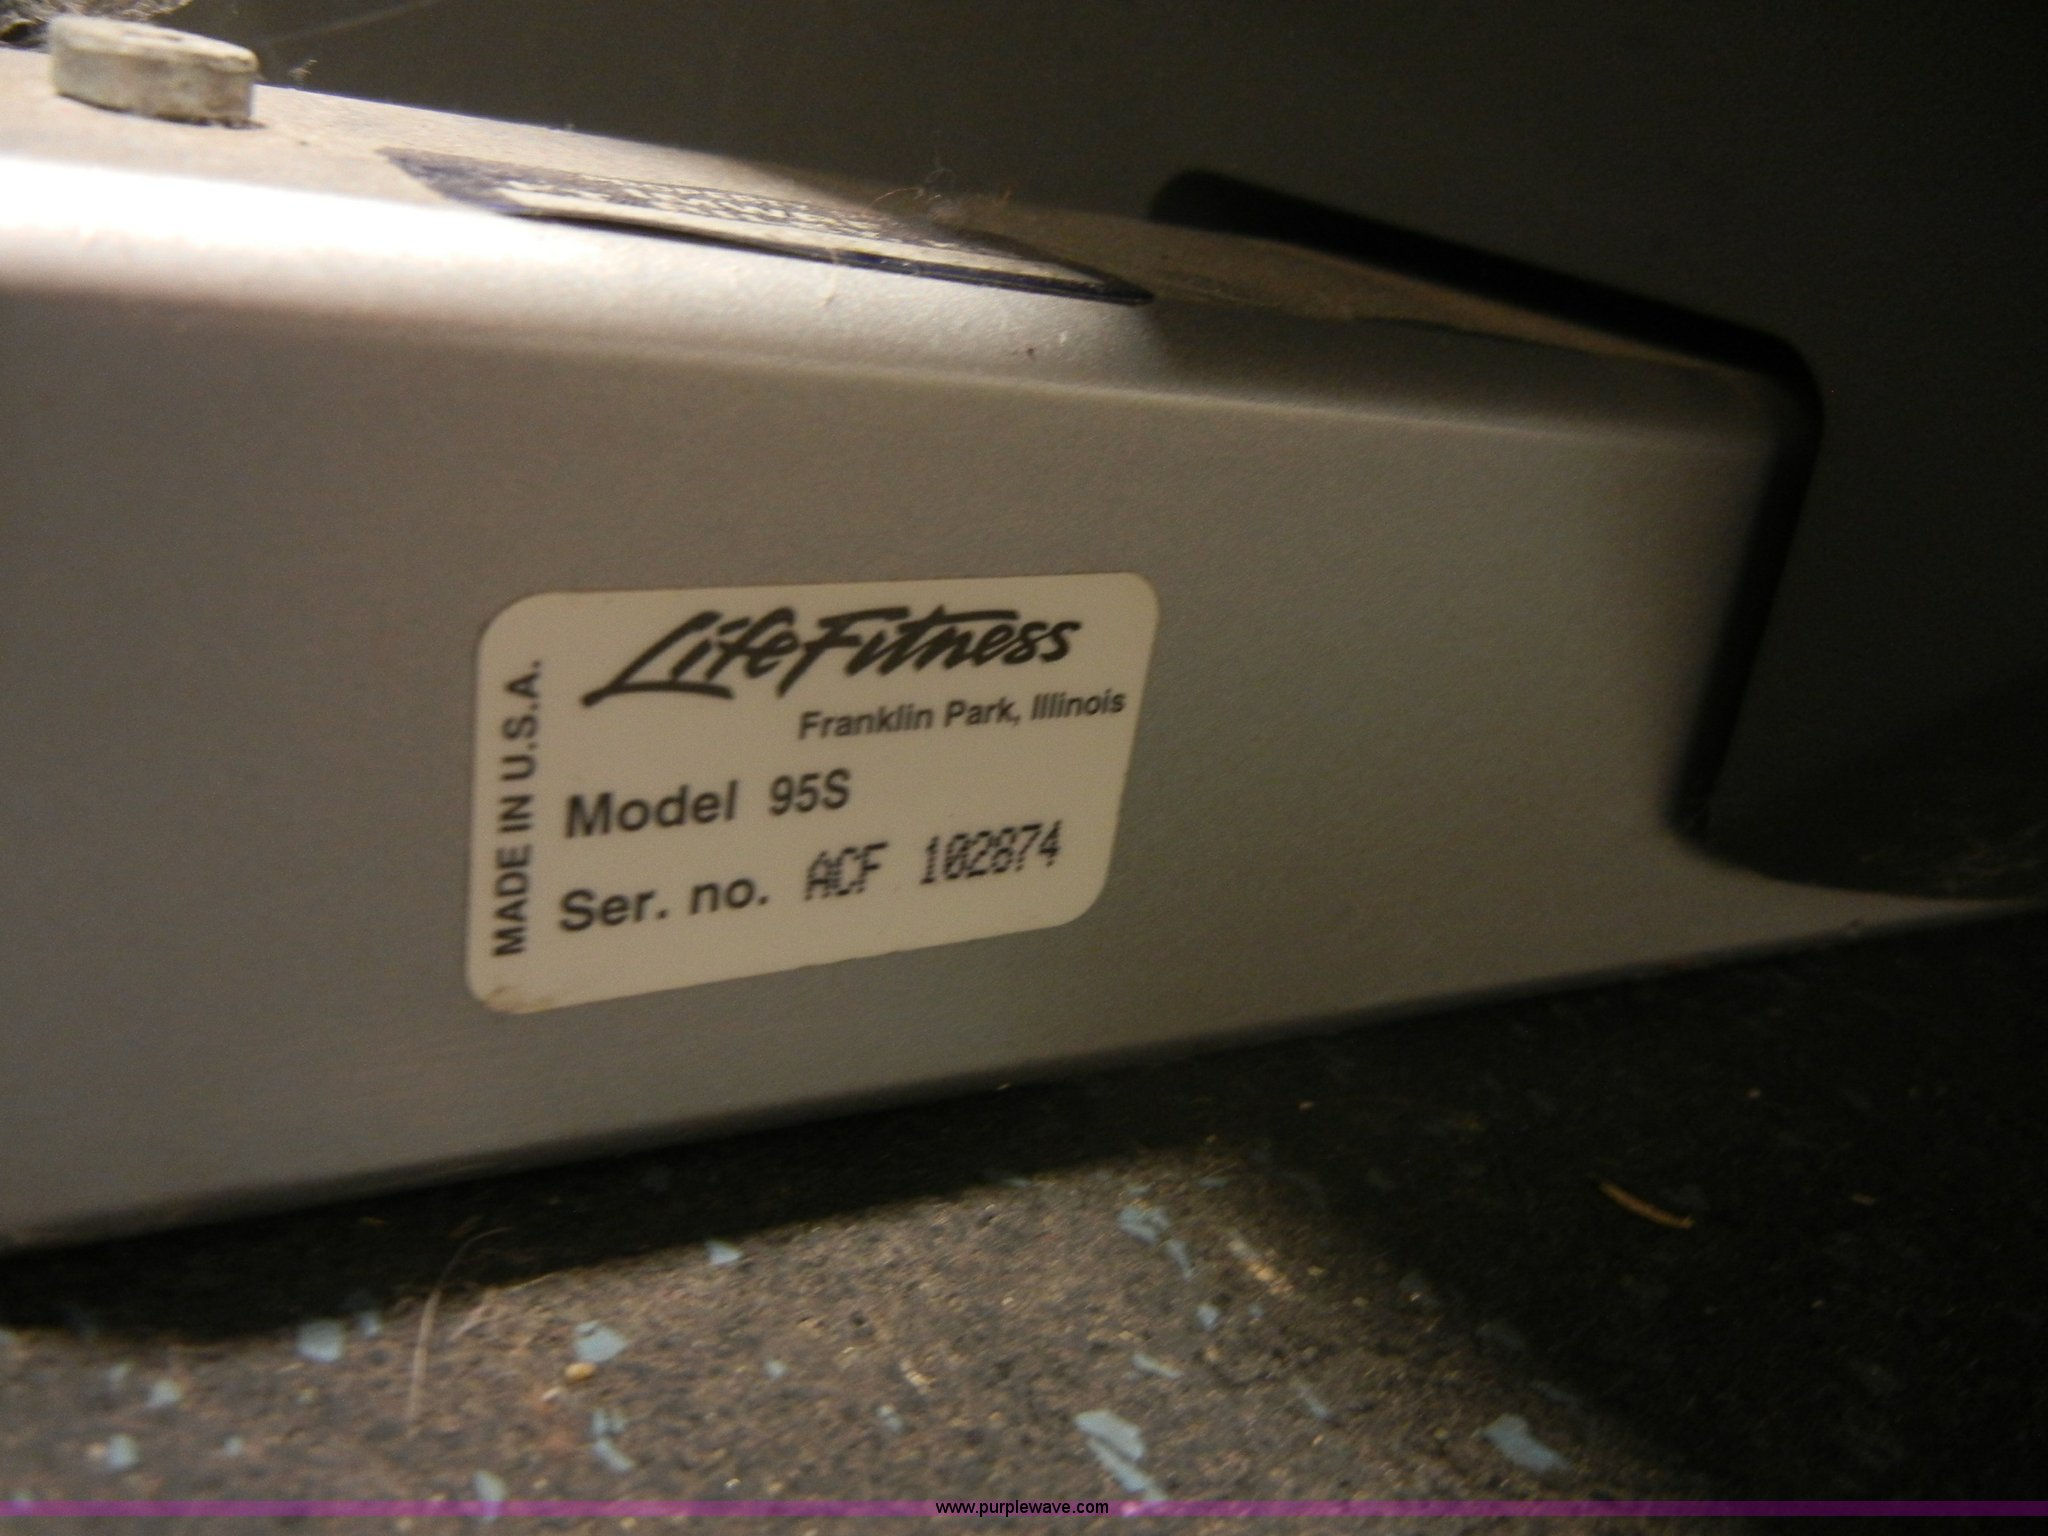 LifeFitness
Franklin Park, Illinois
MADE IN U.S.A.
Model 95S
Ser. no. ACF 102874
www.purplewave.com